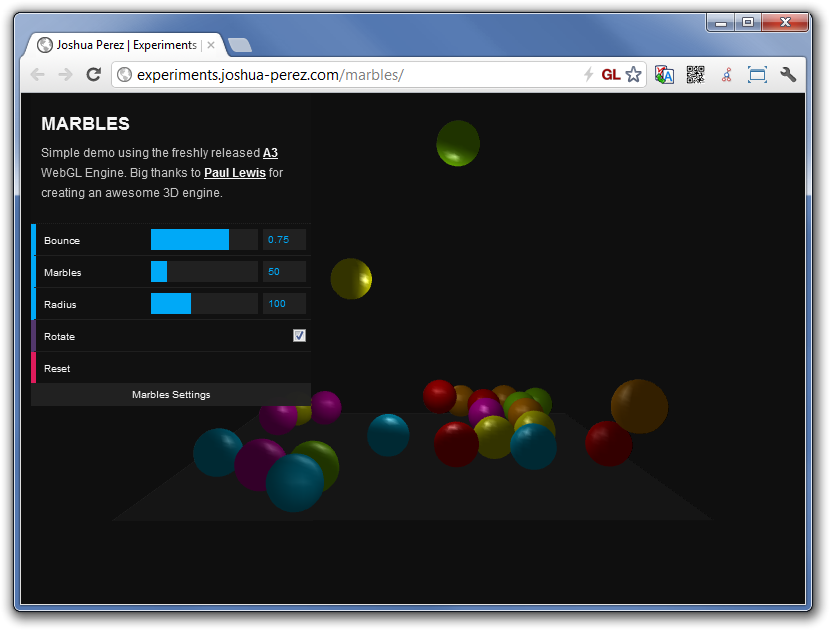 Joshua Perez | Experiments |
experiments.joshua-perez.com/marbles/
GL
MARBLES
Simple demo using the freshly released A3
WebGL Engine. Big thanks to Paul Lewis for
creating an awesome 3D engine.
Bounce 0.75
Marbles 50
Radius 100
Rotate
Reset
Marbles Settings